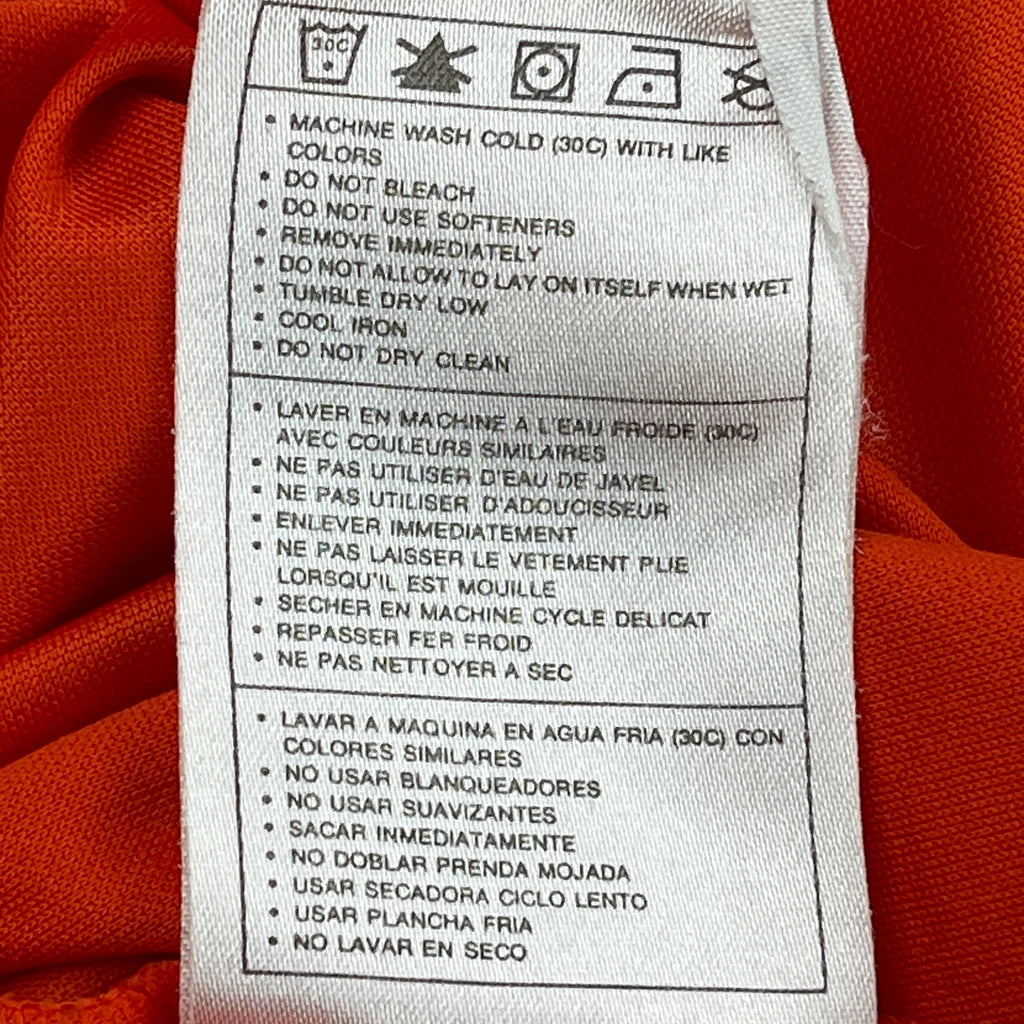 30C
• MACHINE WASH COLD (30C) WITH LIKE
COLORS
• DO NOT BLEACH
• DO NOT USE SOFTENERS
• REMOVE IMMEDIATELY
• DO NOT ALLOW TO LAY ON ITSELF WHEN WET
• TUMBLE DRY LOW
• COOL IRON
• DO NOT DRY CLEAN
• LAVER EN MACHINE A L'EAU FROIDE (30C)
AVEC COULEURS SIMILAIRES
• NE PAS UTILISER D'EAU DE JAVEL
• NE PAS UTILISER D'ADOUCISSEUR
• ENLEVER IMMEDIATEMENT
• NE PAS LAISSER LE VETEMENT PLIE
LORSQU'IL EST MOUILLE
• SECHER EN MACHINE CYCLE DELICAT
• REPASSER FER FROID
• NE PAS NETTOYER A SEC
• LAVAR A MAQUINA EN AGUA FRIA (30C) CON
COLORES SIMILARES
• NO USAR BLANQUEADORES
• NO USAR SUAVIZANTES
• SACAR INMEDIATAMENTE
• NO DOBLAR PRENDA MOJADA
• USAR SECADORA CICLO LENTO
• USAR PLANCHA FRIA
• NO LAVAR EN SECO